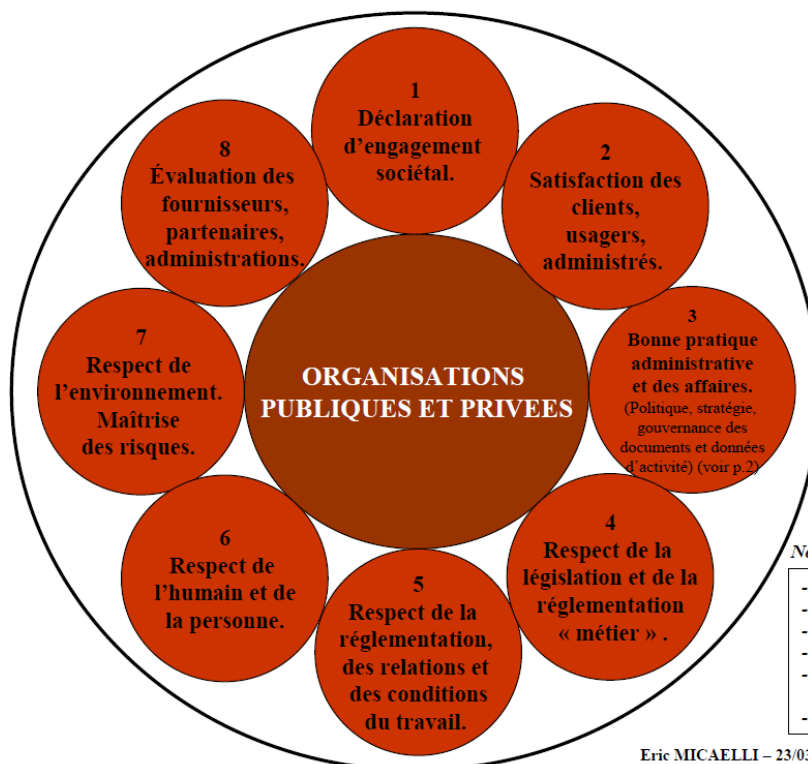 1
Déclaration
d’engagement
sociétal.
2
Satisfaction des
clients,
usagers,
administrés.
3
Bonne pratique
administrative
et des affaires.
(Politique, stratégie,
gouvernance des
documents et données
d’activité) (voir p.2)
4
Respect de la
législation et de la
réglementation
« métier » .
5
Respect de la
réglementation,
des relations et
des conditions
du travail.
6
Respect de
l’humain et de
la personne.
7
Respect de
l’environnement.
Maîtrise
des risques.
8
Évaluation des
fournisseurs,
partenaires,
administrations.
ORGANISATIONS
PUBLIQUES ET PRIVEES
-
-
-
-
-
-
Eric MICAELLI – 23/03